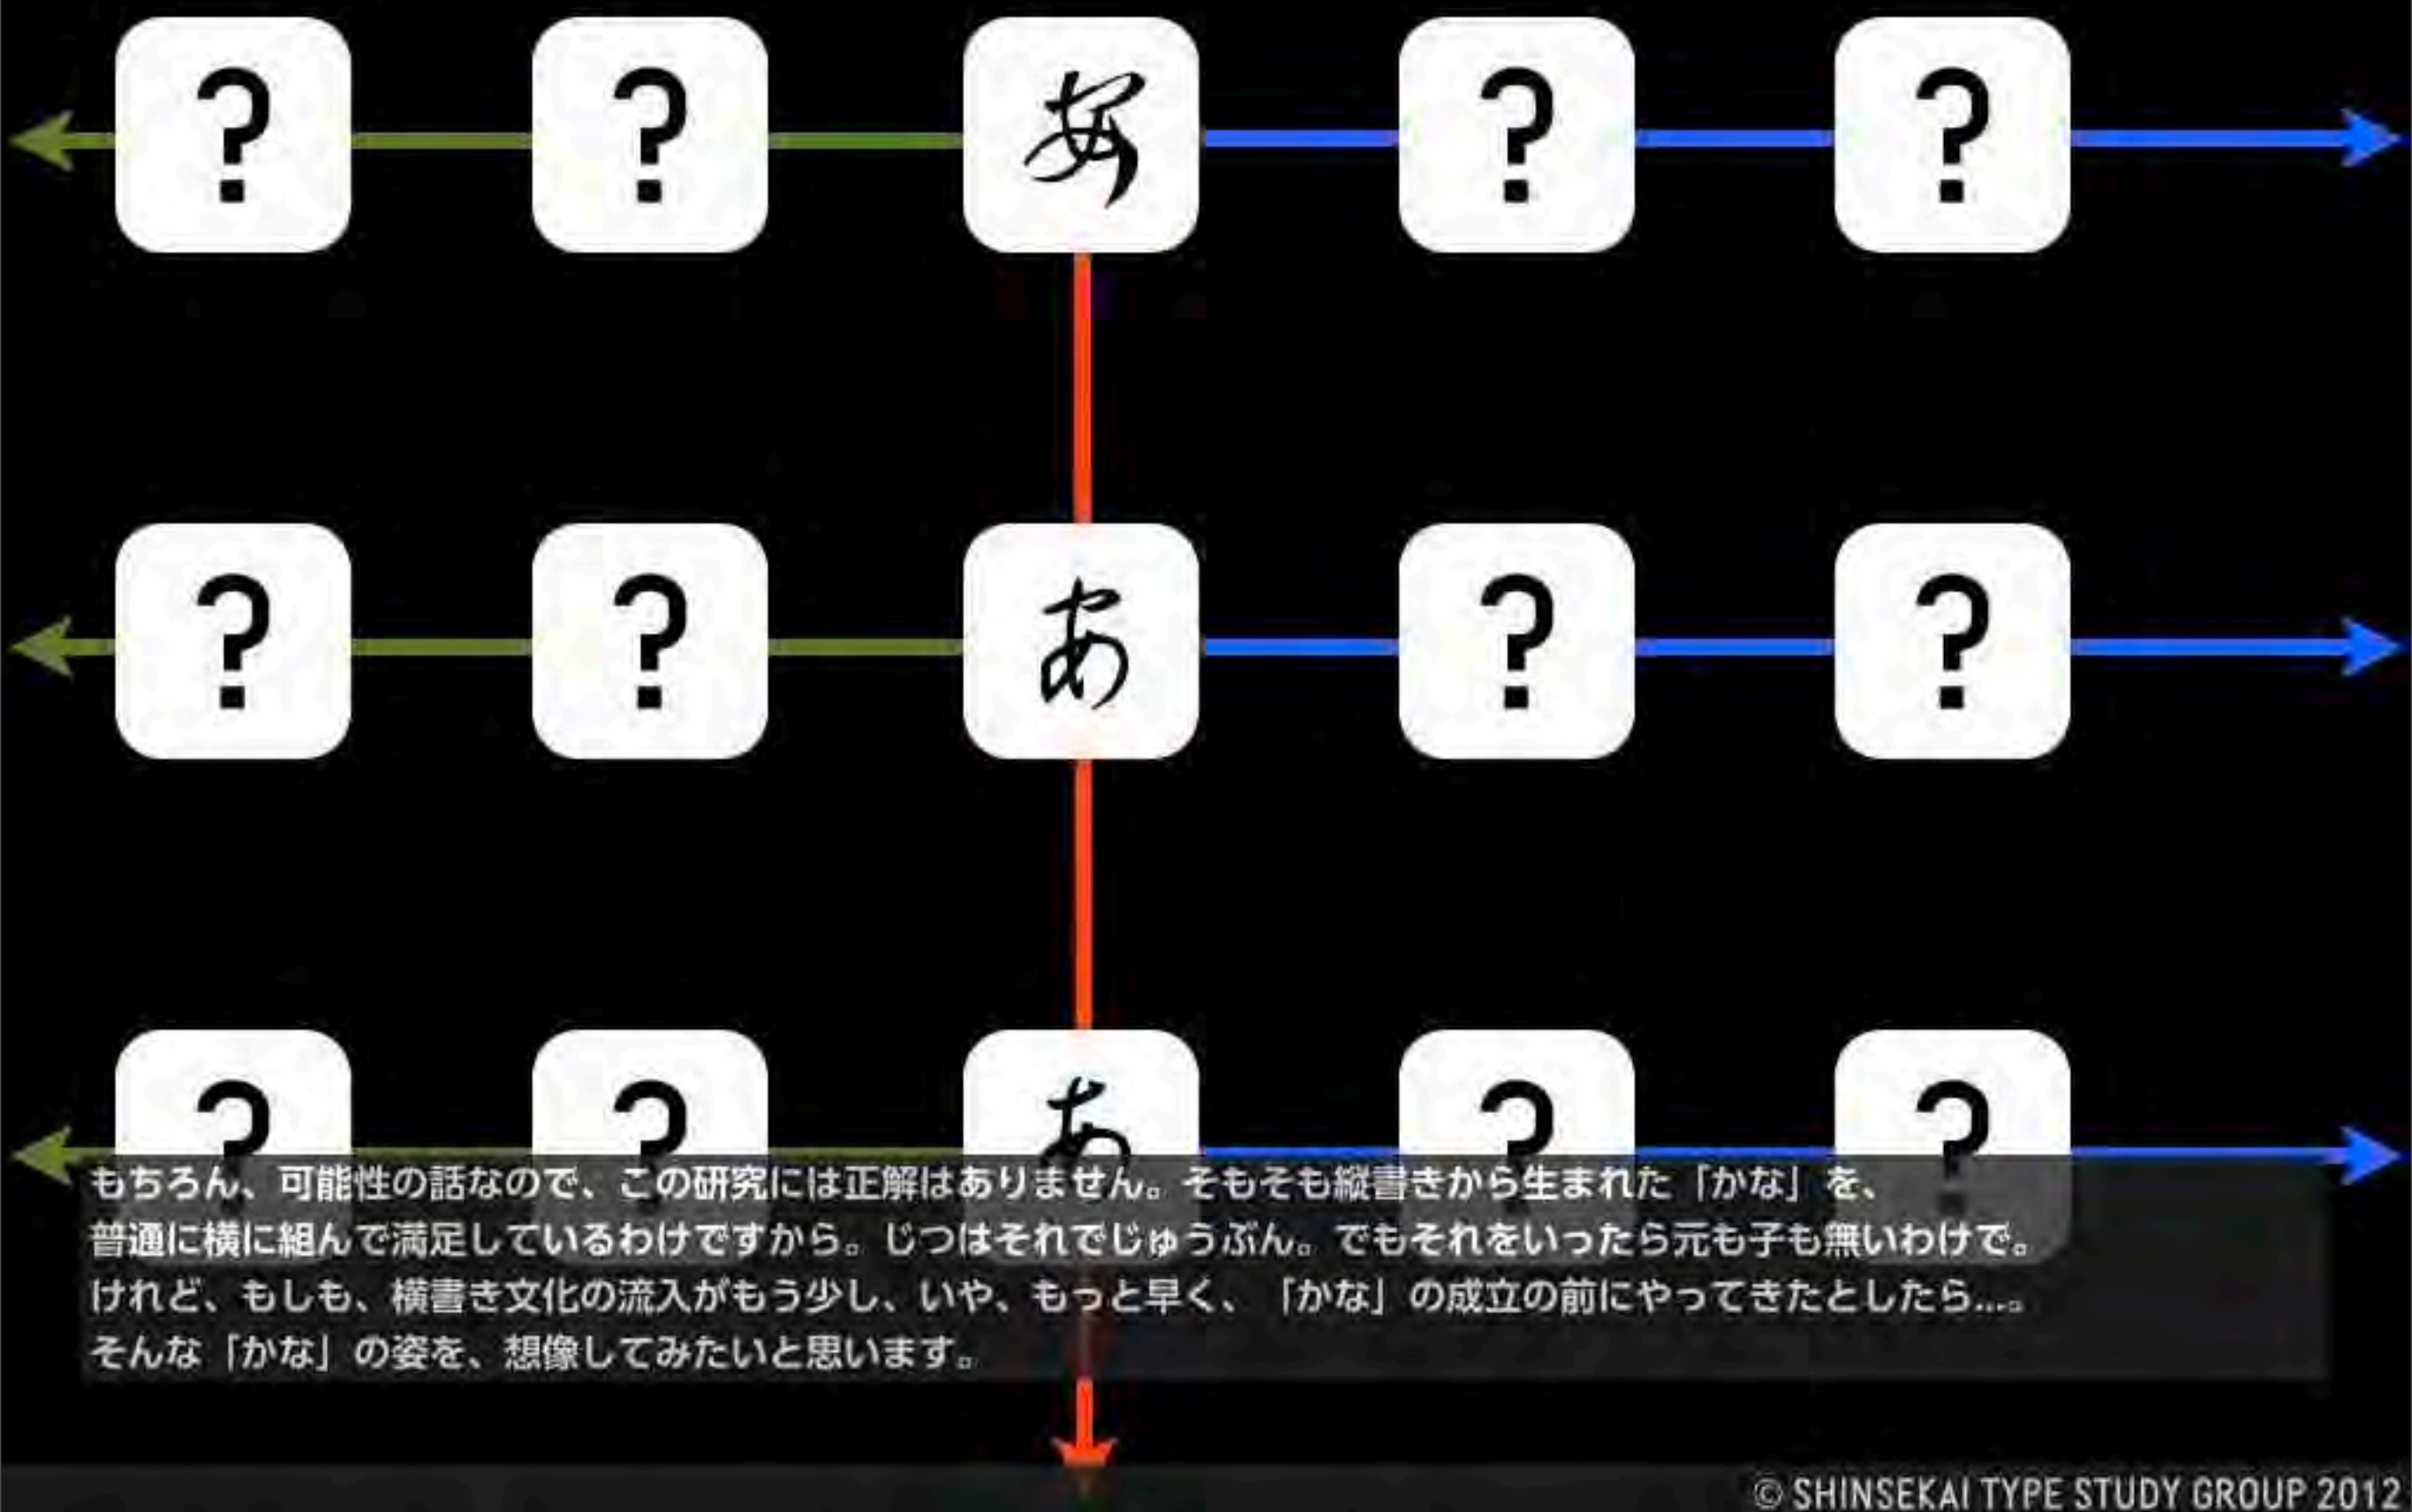 ? ? 安 ? ?
? ? あ ? ?
? ? あ ? ?
もちろん、可能性の話なので、この研究には正解はありません。そもそも縦書きから生まれた「かな」を、
普通に横に組んで満足しているわけですから。じつはそれでじゅうぶん。でもそれをいったら元も子も無いわけで。
けれど、もしも、横書き文化の流入がもう少し、いや、もっと早く、「かな」の成立の前にやってきたとしたら...。
そんな「かな」の姿を、想像してみたいと思います。
© SHINSEKAI TYPE STUDY GROUP 2012